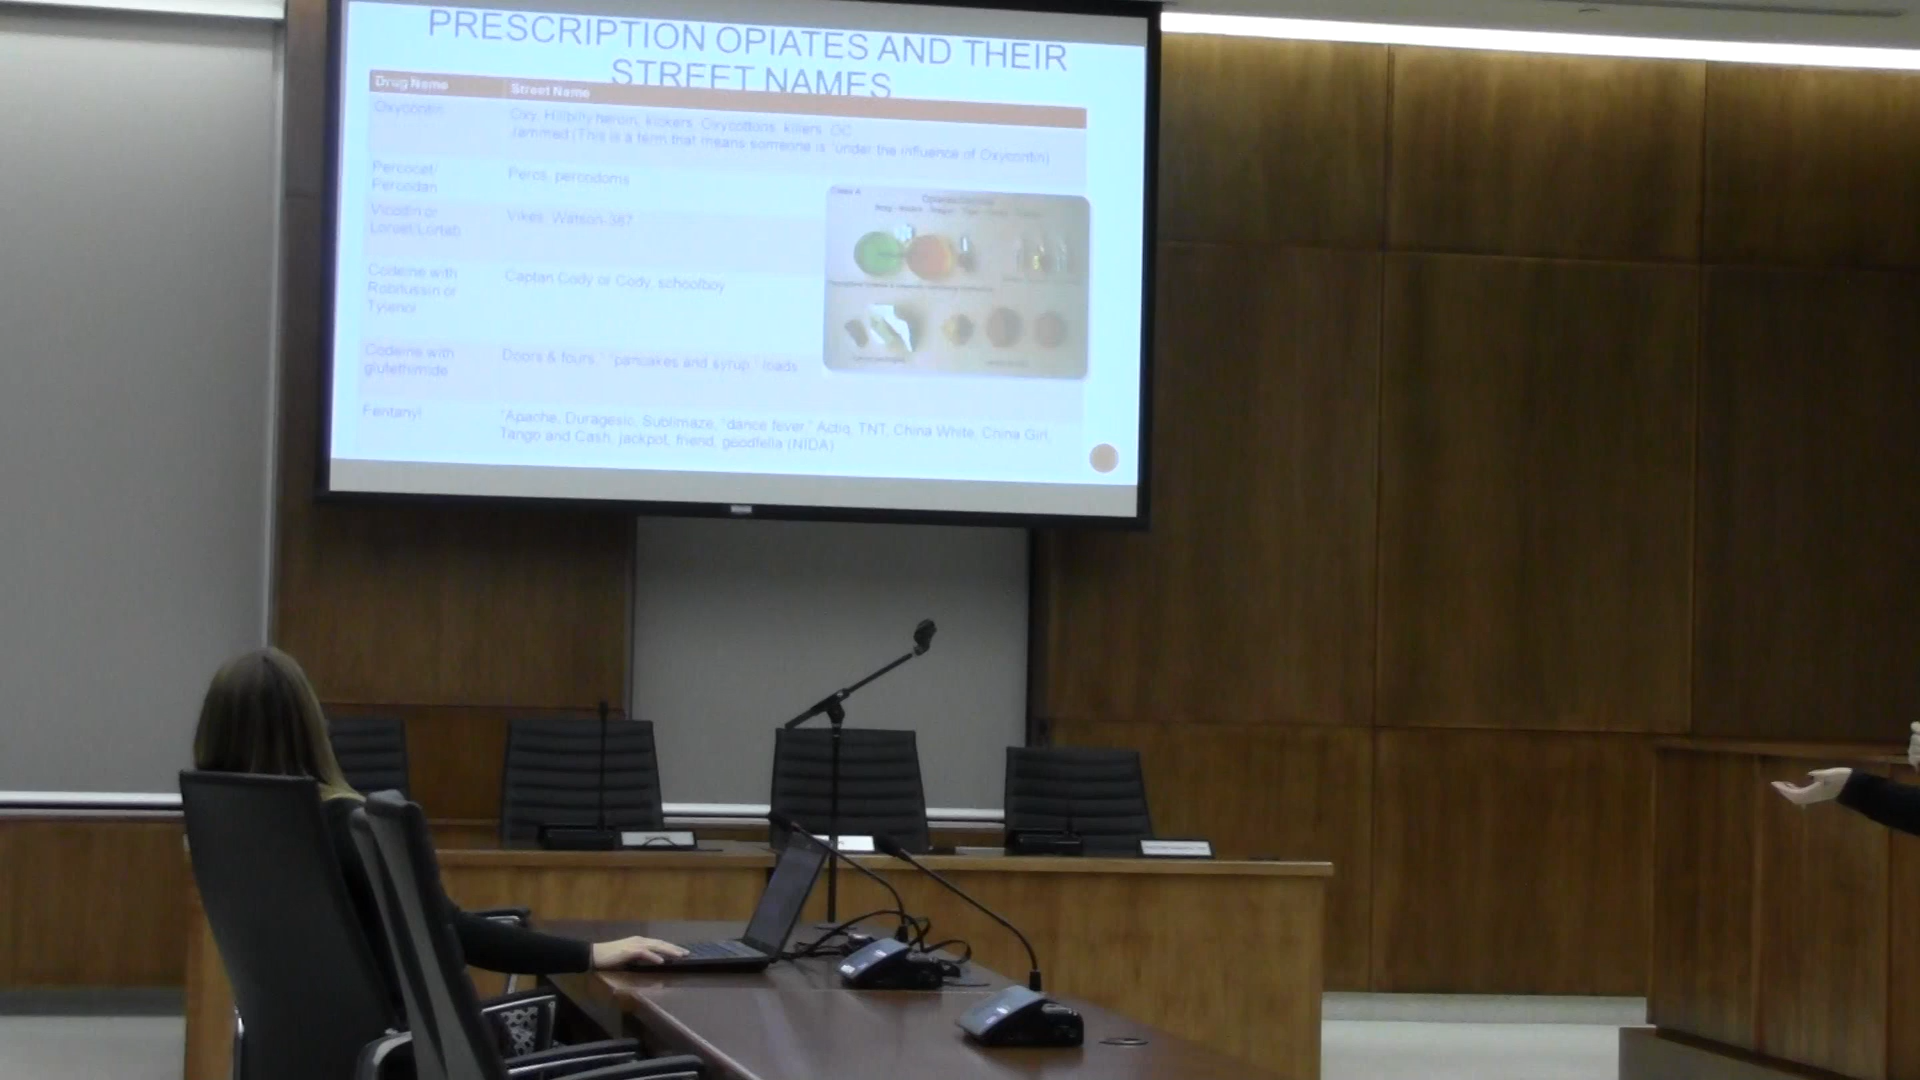 PRESCRIPTION OPIATES AND THEIR
STREET NAMES
Drug Name Street Name
Oxycontin Oxy, Hillbilly heroin, kickers, Oxycottons, killers, OC
Jammed (This is a term that means someone is "under the influence of Oxycontin)
Percocet/ Percs, percodoms
Percodan
Vicodin or Vikes, Watson-387
Lorcet/Lortab
Codeine with Captan Cody or Cody, schoolboy
Robitussin or
Tylenol
Codeine with Doors & fours," "pancakes and syrup," loads
glutethimide
Fentanyl "Apache, Duragesic, Sublimaze, "dance fever," Actiq, TNT, China White, China Girl,
Tango and Cash, jackpot, friend, goodfella (NIDA)
Class A